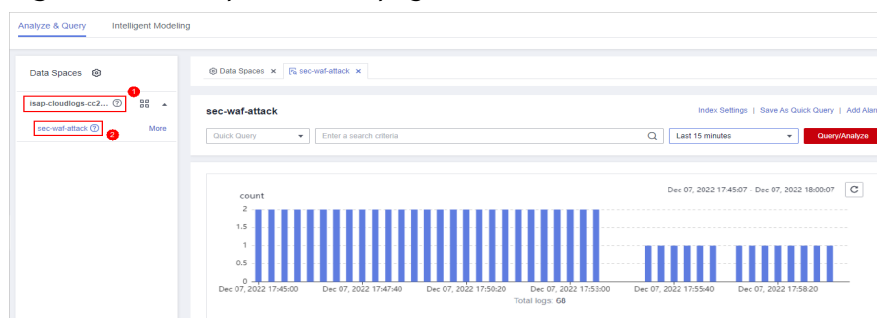 Analyze & Query Intelligent Modeling
Data Spaces
Data Spaces × sec-waf-attack ×
1
isap-cloudlogs-cc2...
sec-waf-attack More
2
sec-waf-attack
Index Settings | Save As Quick Query | Add Alarm
Quick Query Enter a search criteria Last 15 minutes Query/Analyze
Dec 07, 2022 17:45:07 - Dec 07, 2022 18:00:07
count
2
1.5
1
0.5
0
Dec 07, 2022 17:45:00 Dec 07, 2022 17:47:40 Dec 07, 2022 17:50:20 Dec 07, 2022 17:53:00 Dec 07, 2022 17:55:40 Dec 07, 2022 17:58:20
Total logs: 68